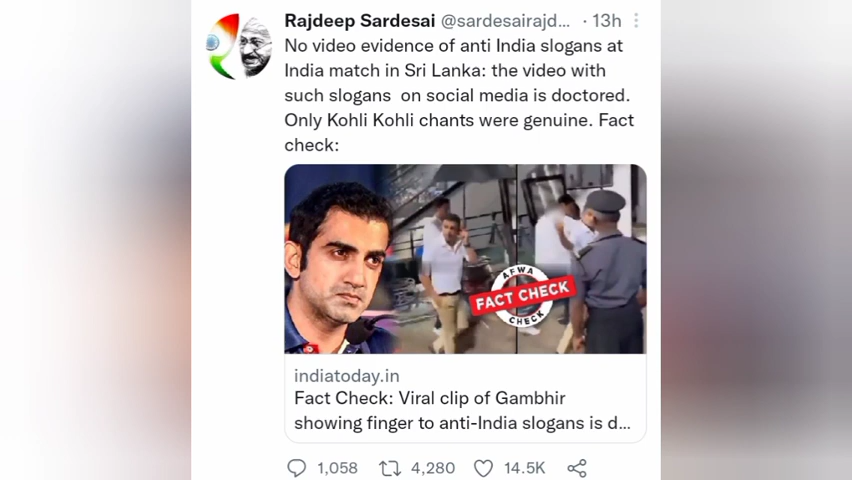 Rajdeep Sardesai @sardesairajd... · 13h
No video evidence of anti India slogans at
India match in Sri Lanka: the video with
such slogans on social media is doctored.
Only Kohli Kohli chants were genuine. Fact
check:
AFWA
FACT CHECK
CHECK
indiatoday.in
Fact Check: Viral clip of Gambhir
showing finger to anti-India slogans is d...
1,058 4,280 14.5K